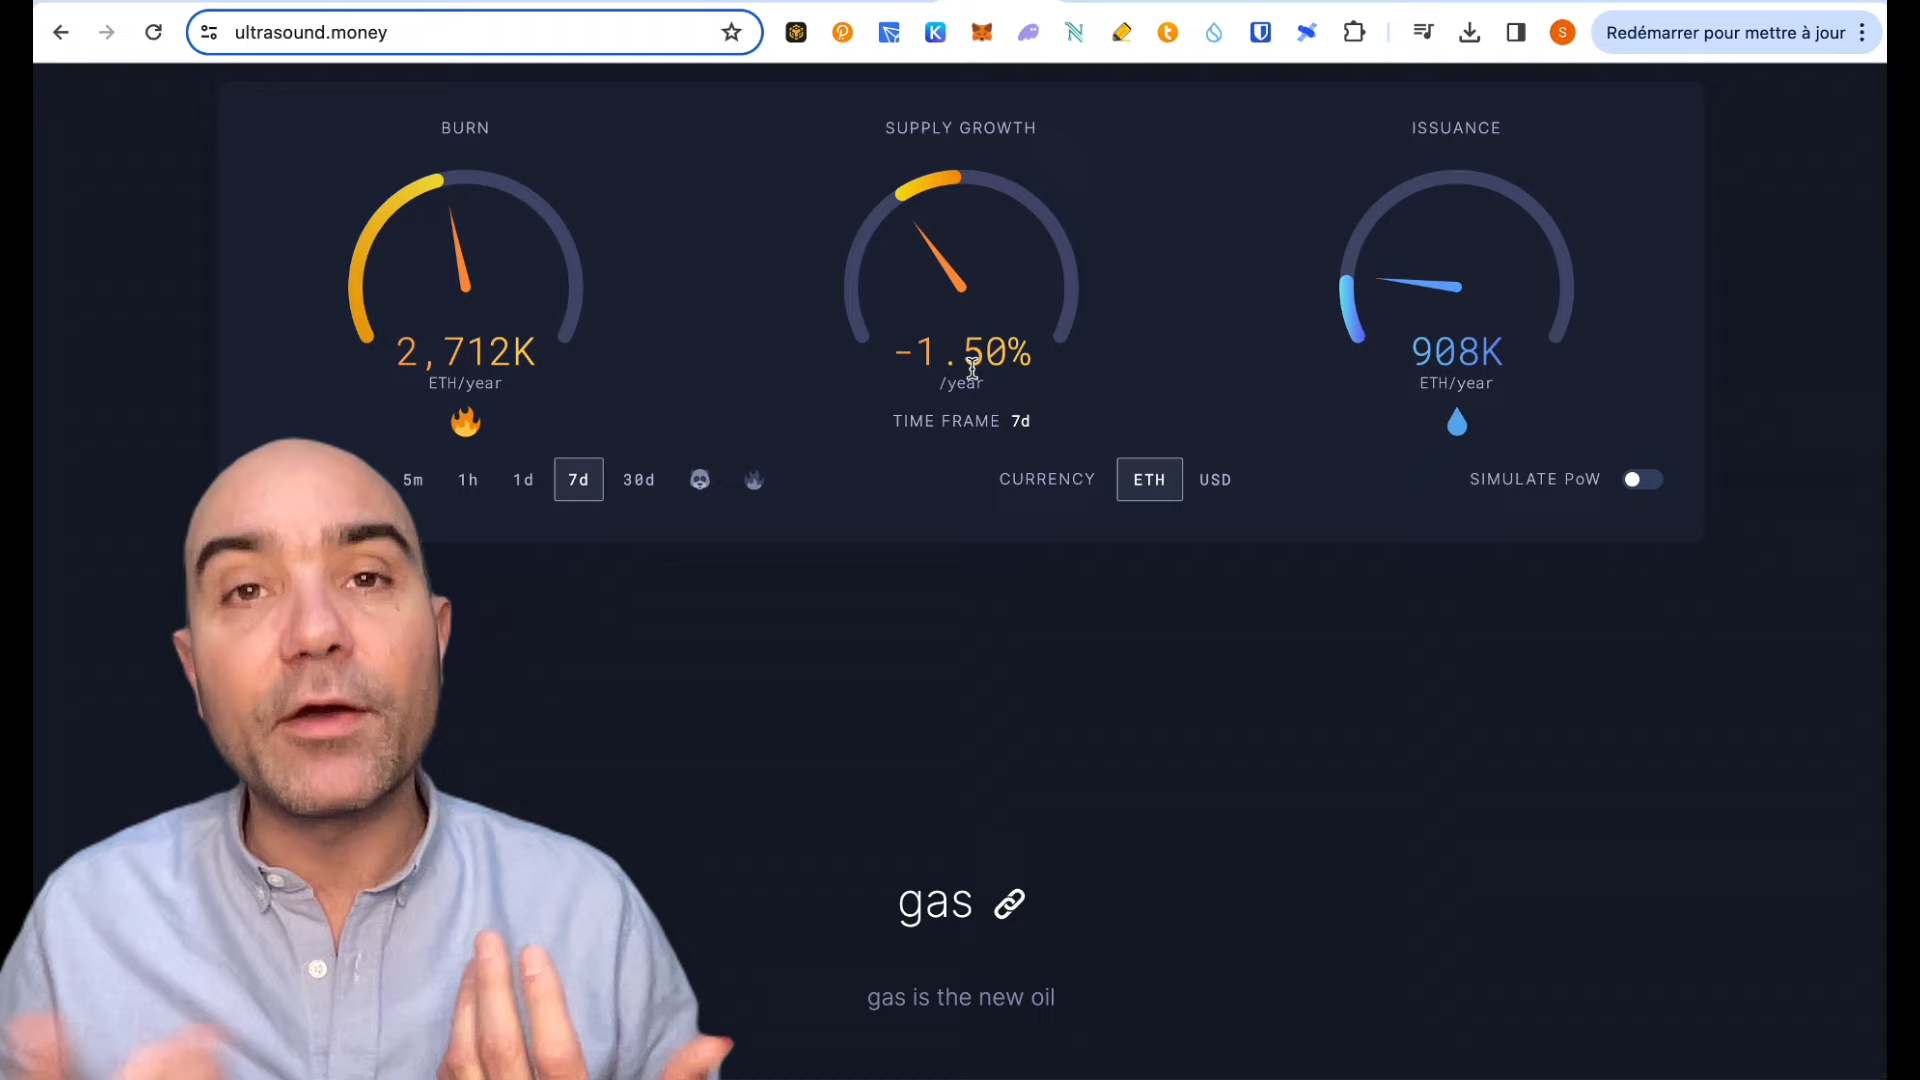 ultrasound.money
Redémarrer pour mettre à jour
BURN
2,712K
ETH/year
SUPPLY GROWTH
-1.50%
/year
TIME FRAME 7d
ISSUANCE
908K
ETH/year
5m 1h 1d 7d 30d
CURRENCY ETH USD
SIMULATE PoW
gas
gas is the new oil